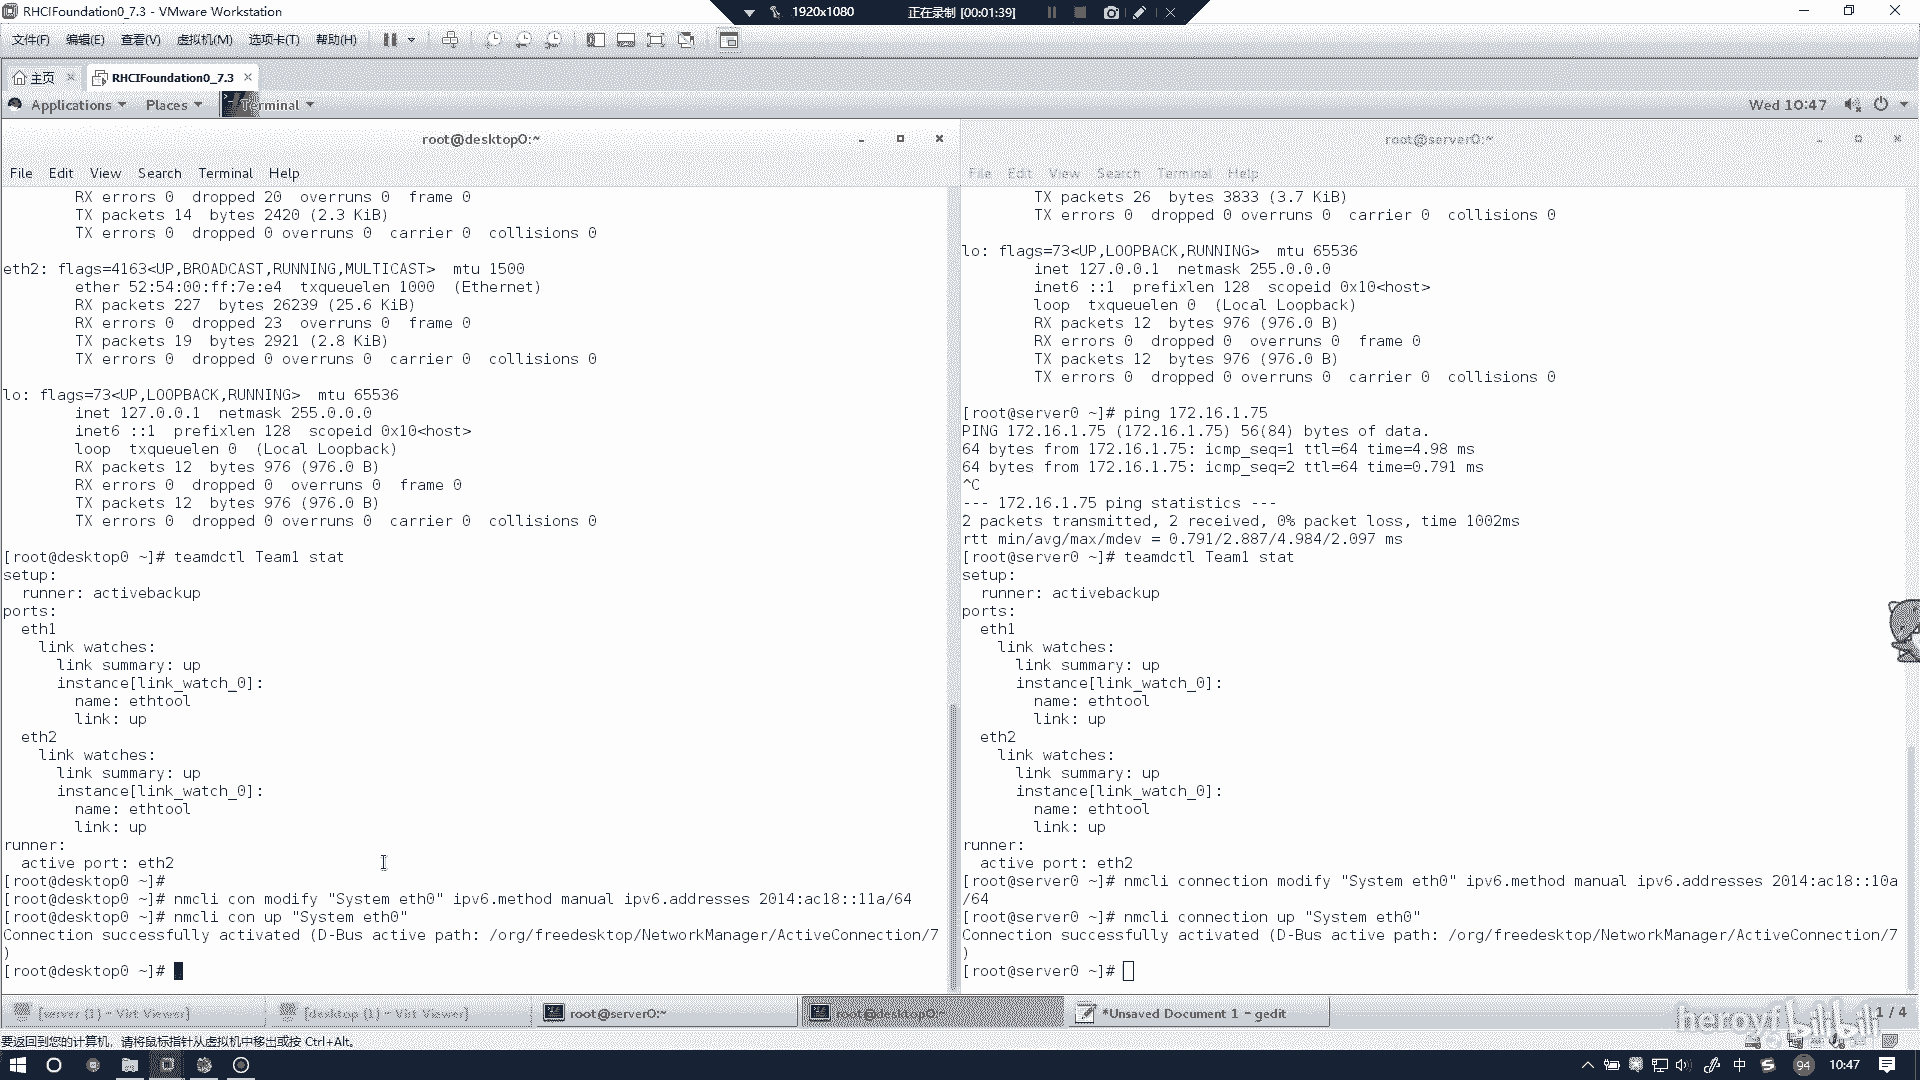 RHCIFoundation0_7.3 - VMware Workstation
1920x1080
正在录制 [00:01:39]
文件(F) 编辑(E) 查看(V) 虚拟机(M) 选项卡(T) 帮助(H)
主页
RHCIFoundation0_7.3
Applications Places Terminal
Wed 10:47
root@desktop0:~
File Edit View Search Terminal Help
RX errors 0 dropped 20 overruns 0 frame 0
TX packets 14 bytes 2420 (2.3 KiB)
TX errors 0 dropped 0 overruns 0 carrier 0 collisions 0
eth2: flags=4163<UP,BROADCAST,RUNNING,MULTICAST> mtu 1500
ether 52:54:00:ff:7e:e4 txqueuelen 1000 (Ethernet)
RX packets 227 bytes 26239 (25.6 KiB)
RX errors 0 dropped 23 overruns 0 frame 0
TX packets 19 bytes 2921 (2.8 KiB)
TX errors 0 dropped 0 overruns 0 carrier 0 collisions 0
lo: flags=73<UP,LOOPBACK,RUNNING> mtu 65536
inet 127.0.0.1 netmask 255.0.0.0
inet6 ::1 prefixlen 128 scopeid 0x10<host>
loop txqueuelen 0 (Local Loopback)
RX packets 12 bytes 976 (976.0 B)
RX errors 0 dropped 0 overruns 0 frame 0
TX packets 12 bytes 976 (976.0 B)
TX errors 0 dropped 0 overruns 0 carrier 0 collisions 0
[root@desktop0 ~]# teamdctl Team1 stat
setup:
runner: activebackup
ports:
eth1
link watches:
link summary: up
instance[link_watch_0]:
name: ethtool
link: up
eth2
link watches:
link summary: up
instance[link_watch_0]:
name: ethtool
link: up
runner:
active port: eth2
[root@desktop0 ~]#
[root@desktop0 ~]# nmcli con modify "System eth0" ipv6.method manual ipv6.addresses 2014:ac18::11a/64
[root@desktop0 ~]# nmcli con up "System eth0"
Connection successfully activated (D-Bus active path: /org/freedesktop/NetworkManager/ActiveConnection/7
)
[root@desktop0 ~]#
root@server0:~
File Edit View Search Terminal Help
TX packets 26 bytes 3833 (3.7 KiB)
TX errors 0 dropped 0 overruns 0 carrier 0 collisions 0
lo: flags=73<UP,LOOPBACK,RUNNING> mtu 65536
inet 127.0.0.1 netmask 255.0.0.0
inet6 ::1 prefixlen 128 scopeid 0x10<host>
loop txqueuelen 0 (Local Loopback)
RX packets 12 bytes 976 (976.0 B)
RX errors 0 dropped 0 overruns 0 frame 0
TX packets 12 bytes 976 (976.0 B)
TX errors 0 dropped 0 overruns 0 carrier 0 collisions 0
[root@server0 ~]# ping 172.16.1.75
PING 172.16.1.75 (172.16.1.75) 56(84) bytes of data.
64 bytes from 172.16.1.75: icmp_seq=1 ttl=64 time=4.98 ms
64 bytes from 172.16.1.75: icmp_seq=2 ttl=64 time=0.791 ms
^C
--- 172.16.1.75 ping statistics ---
2 packets transmitted, 2 received, 0% packet loss, time 1002ms
rtt min/avg/max/mdev = 0.791/2.887/4.984/2.097 ms
[root@server0 ~]# teamdctl Team1 stat
setup:
runner: activebackup
ports:
eth1
link watches:
link summary: up
instance[link_watch_0]:
name: ethtool
link: up
eth2
link watches:
link summary: up
instance[link_watch_0]:
name: ethtool
link: up
runner:
active port: eth2
[root@server0 ~]# nmcli connection modify "System eth0" ipv6.method manual ipv6.addresses 2014:ac18::10a
/64
[root@server0 ~]# nmcli connection up "System eth0"
Connection successfully activated (D-Bus active path: /org/freedesktop/NetworkManager/ActiveConnection/7
)
[root@server0 ~]#
[server (1) - Virt Viewer]
[desktop (1) - Virt Viewer]
root@server0:~
root@desktop0:~
*Unsaved Document 1 - gedit
1 / 4
heroyf bilibili
要返回到您的计算机，请将鼠标指针从虚拟机中移出或按 Ctrl+Alt。
中
94
10:47